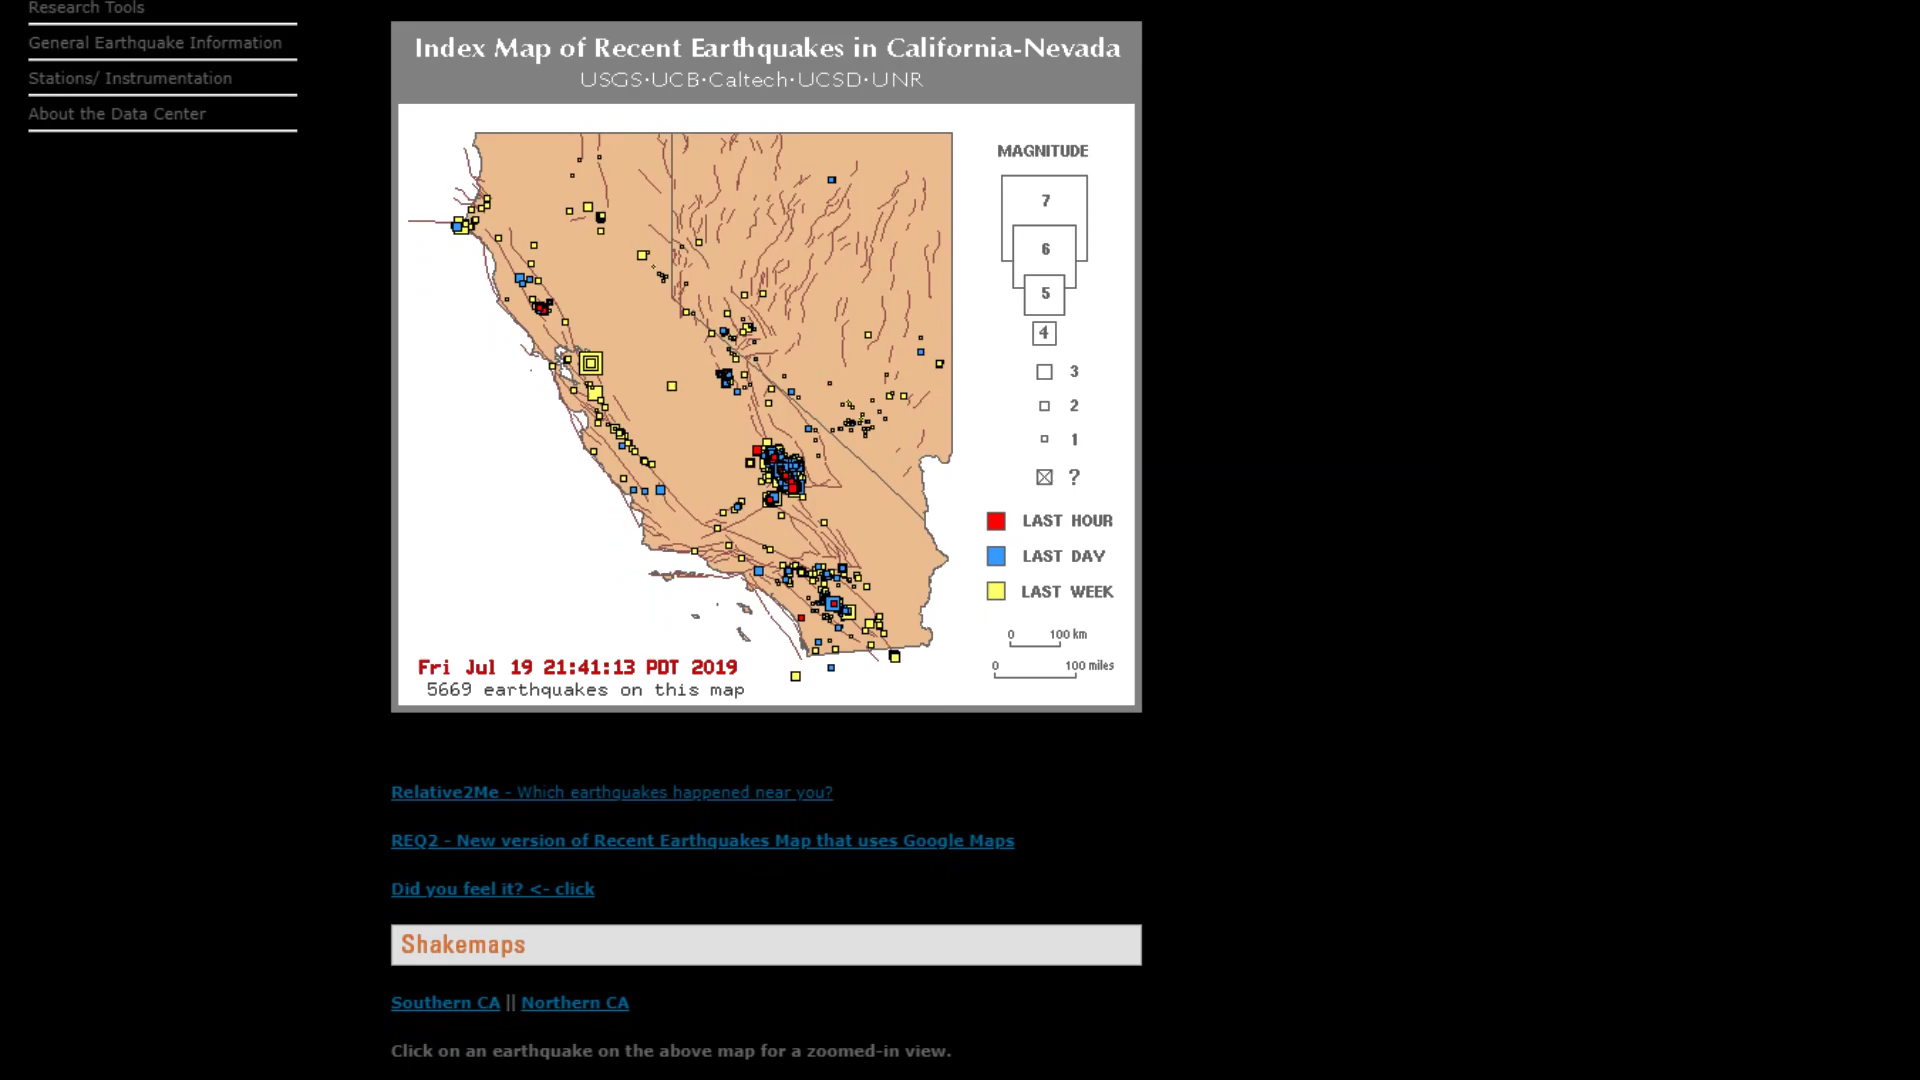 Research Tools
General Earthquake Information
Stations/ Instrumentation
About the Data Center
Index Map of Recent Earthquakes in California-Nevada
USGS·UCB·Caltech·UCSD·UNR
MAGNITUDE
7
6
5
4
3
2
1
?
LAST HOUR
LAST DAY
LAST WEEK
0 100 km
0 100 miles
Fri Jul 19 21:41:13 PDT 2019
5669 earthquakes on this map
Relative2Me - Which earthquakes happened near you?
REQ2 - New version of Recent Earthquakes Map that uses Google Maps
Did you feel it? <- click
Shakemaps
Southern CA || Northern CA
Click on an earthquake on the above map for a zoomed-in view.